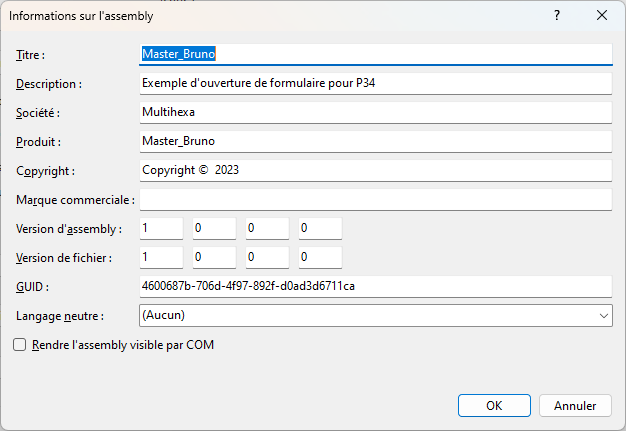 Informations sur l'assembly
Titre : Master_Bruno
Description : Exemple d'ouverture de formulaire pour P34
Société : Multihexa
Produit : Master_Bruno
Copyright : Copyright ©  2023
Marque commerciale :
Version d'assembly : 1 0 0 0
Version de fichier : 1 0 0 0
GUID : 4600687b-706d-4f97-892f-d0ad3d6711ca
Langage neutre : (Aucun)
Rendre l'assembly visible par COM
OK Annuler